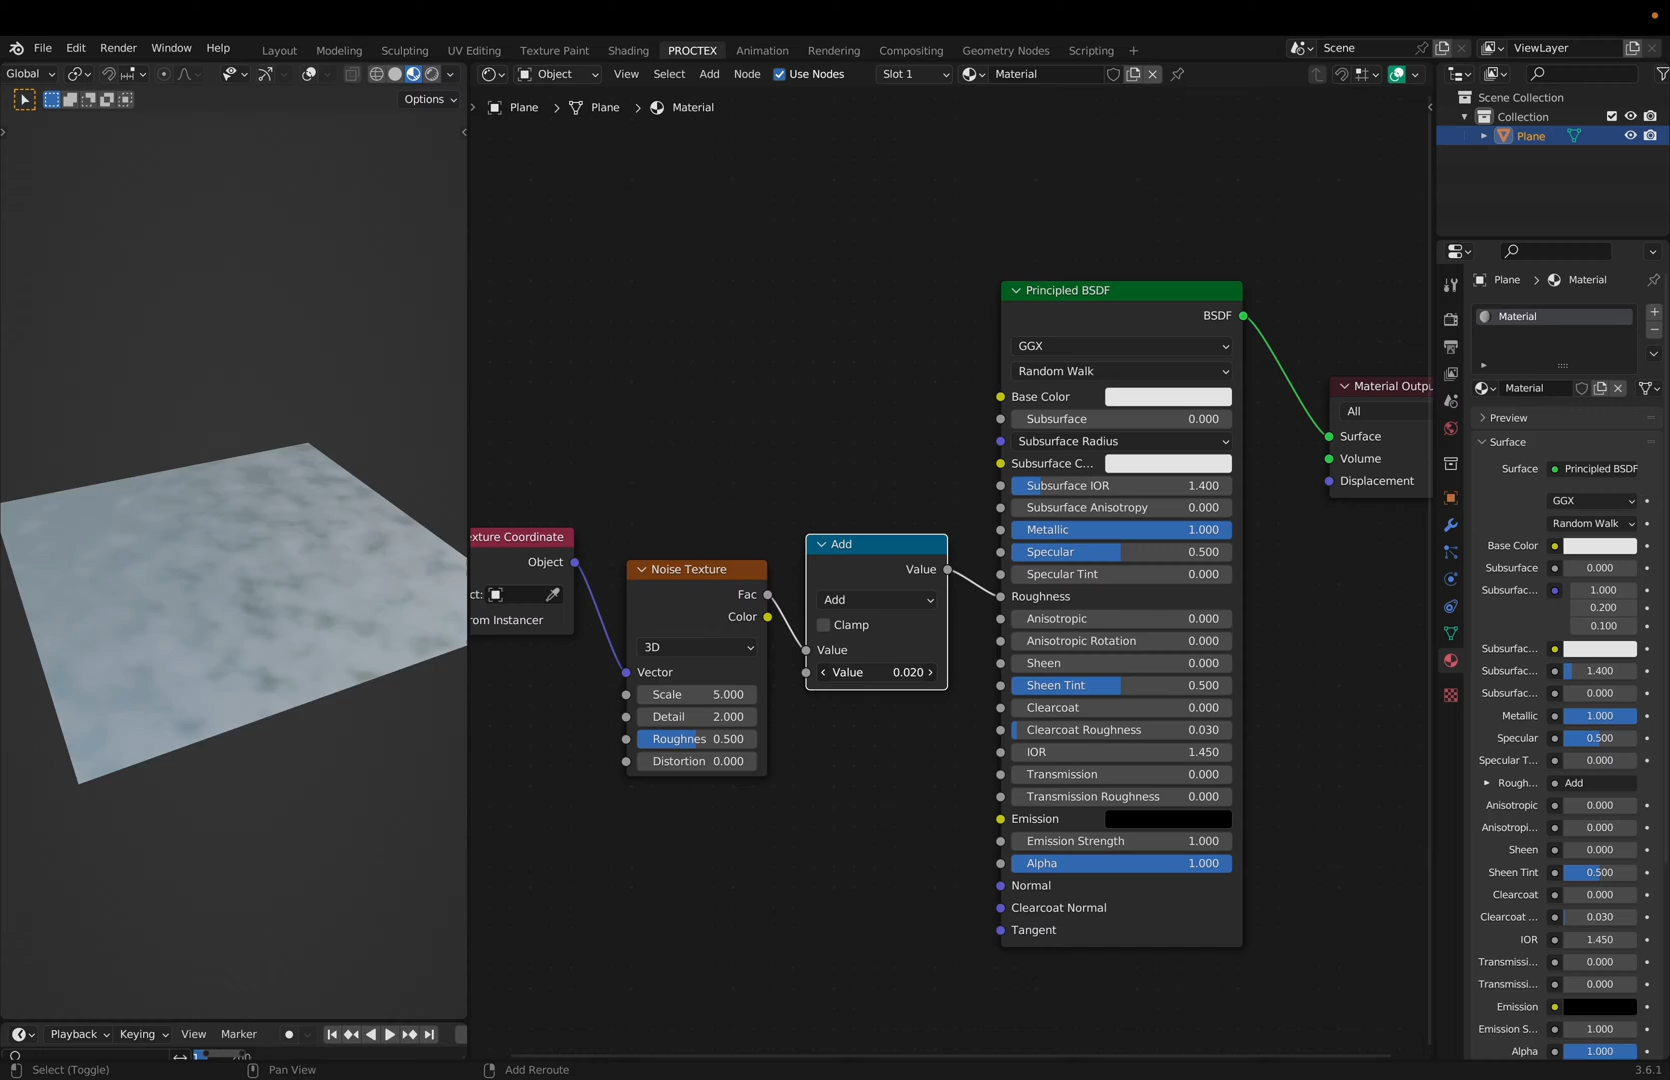 File Edit Render Window Help Layout Modeling Sculpting UV Editing Texture Paint Shading PROCTEX Animation Rendering Compositing Geometry Nodes Scripting + Scene ViewLayer
Global Object View Select Add Node Use Nodes Slot 1 Material
Options
Plane > Plane > Material
Scene Collection
Collection
Plane
Principled BSDF
BSDF
GGX
Random Walk
Base Color
Subsurface 0.000
Subsurface Radius
Subsurface C...
Subsurface IOR 1.400
Subsurface Anisotropy 0.000
Metallic 1.000
Specular 0.500
Specular Tint 0.000
Roughness
Anisotropic 0.000
Anisotropic Rotation 0.000
Sheen 0.000
Sheen Tint 0.500
Clearcoat 0.000
Clearcoat Roughness 0.030
IOR 1.450
Transmission 0.000
Transmission Roughness 0.000
Emission
Emission Strength 1.000
Alpha 1.000
Normal
Clearcoat Normal
Tangent
exture Coordinate
Object
ct:
rom Instancer
Noise Texture
Fac
Color
3D
Vector
Scale 5.000
Detail 2.000
Roughnes 0.500
Distortion 0.000
Add
Value
Add
Clamp
Value
Value 0.020
Material Outpu
All
Surface
Volume
Displacement
Plane > Material
Material
Material
Preview
Surface
Surface Principled BSDF
GGX
Random Walk
Base Color
Subsurface 0.000
Subsurfac... 1.000
0.200
0.100
Subsurfac...
Subsurfac... 1.400
Subsurfac... 0.000
Metallic 1.000
Specular 0.500
Specular T... 0.000
Rough... Add
Anisotropic 0.000
Anisotropi... 0.000
Sheen 0.000
Sheen Tint 0.500
Clearcoat 0.000
Clearcoat ... 0.030
IOR 1.450
Transmissi... 0.000
Transmissi... 0.000
Emission
Emission S... 1.000
Alpha 1.000
Playback Keying View Marker
Select (Toggle) Pan View Add Reroute 3.6.1